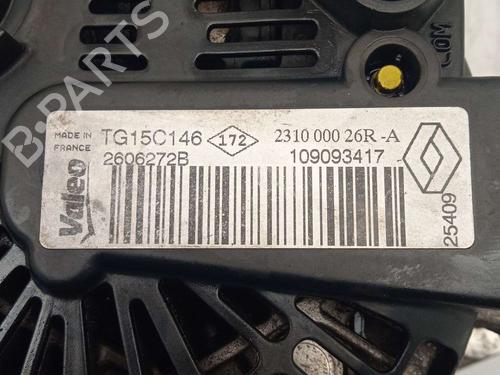 B-PARTS
MADE IN
FRANCE
TG15C146
172
2310 000 26R -A
2606272B
109093417
Valeo
25409